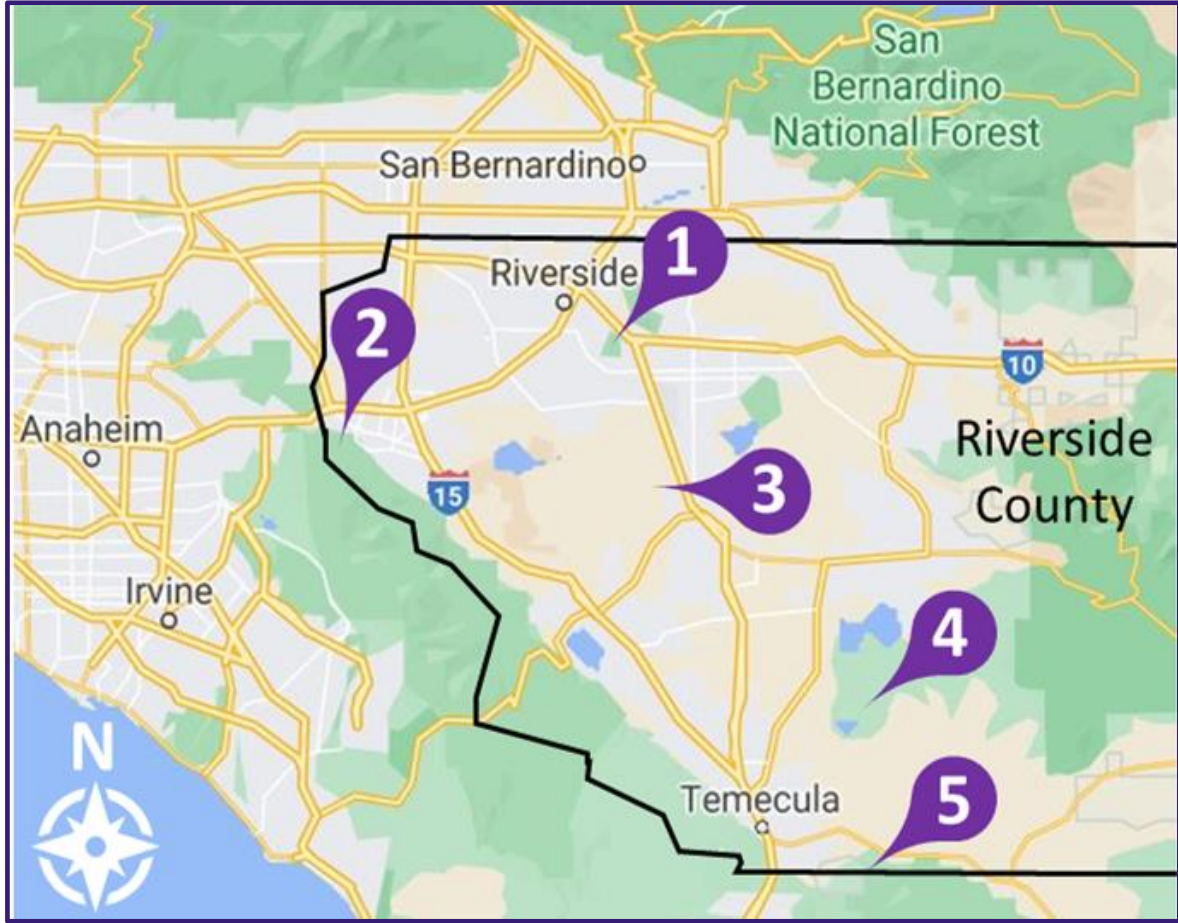 San
Bernardino
National Forest
San Bernardino
1
Riverside
2
10
Anaheim
Riverside
County
15
3
Irvine
4
N
Temecula
5